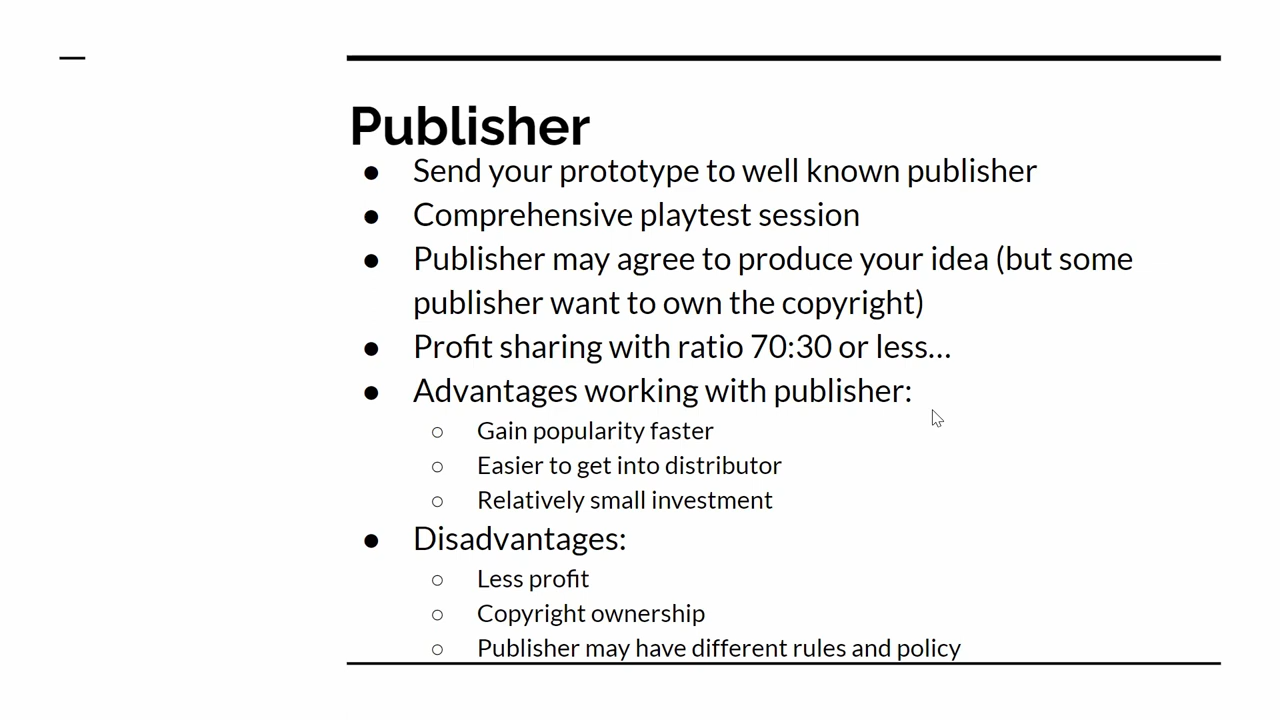 Publisher
● Send your prototype to well known publisher
● Comprehensive playtest session
● Publisher may agree to produce your idea (but some
publisher want to own the copyright)
● Profit sharing with ratio 70:30 or less...
● Advantages working with publisher:
○ Gain popularity faster
○ Easier to get into distributor
○ Relatively small investment
● Disadvantages:
○ Less profit
○ Copyright ownership
○ Publisher may have different rules and policy